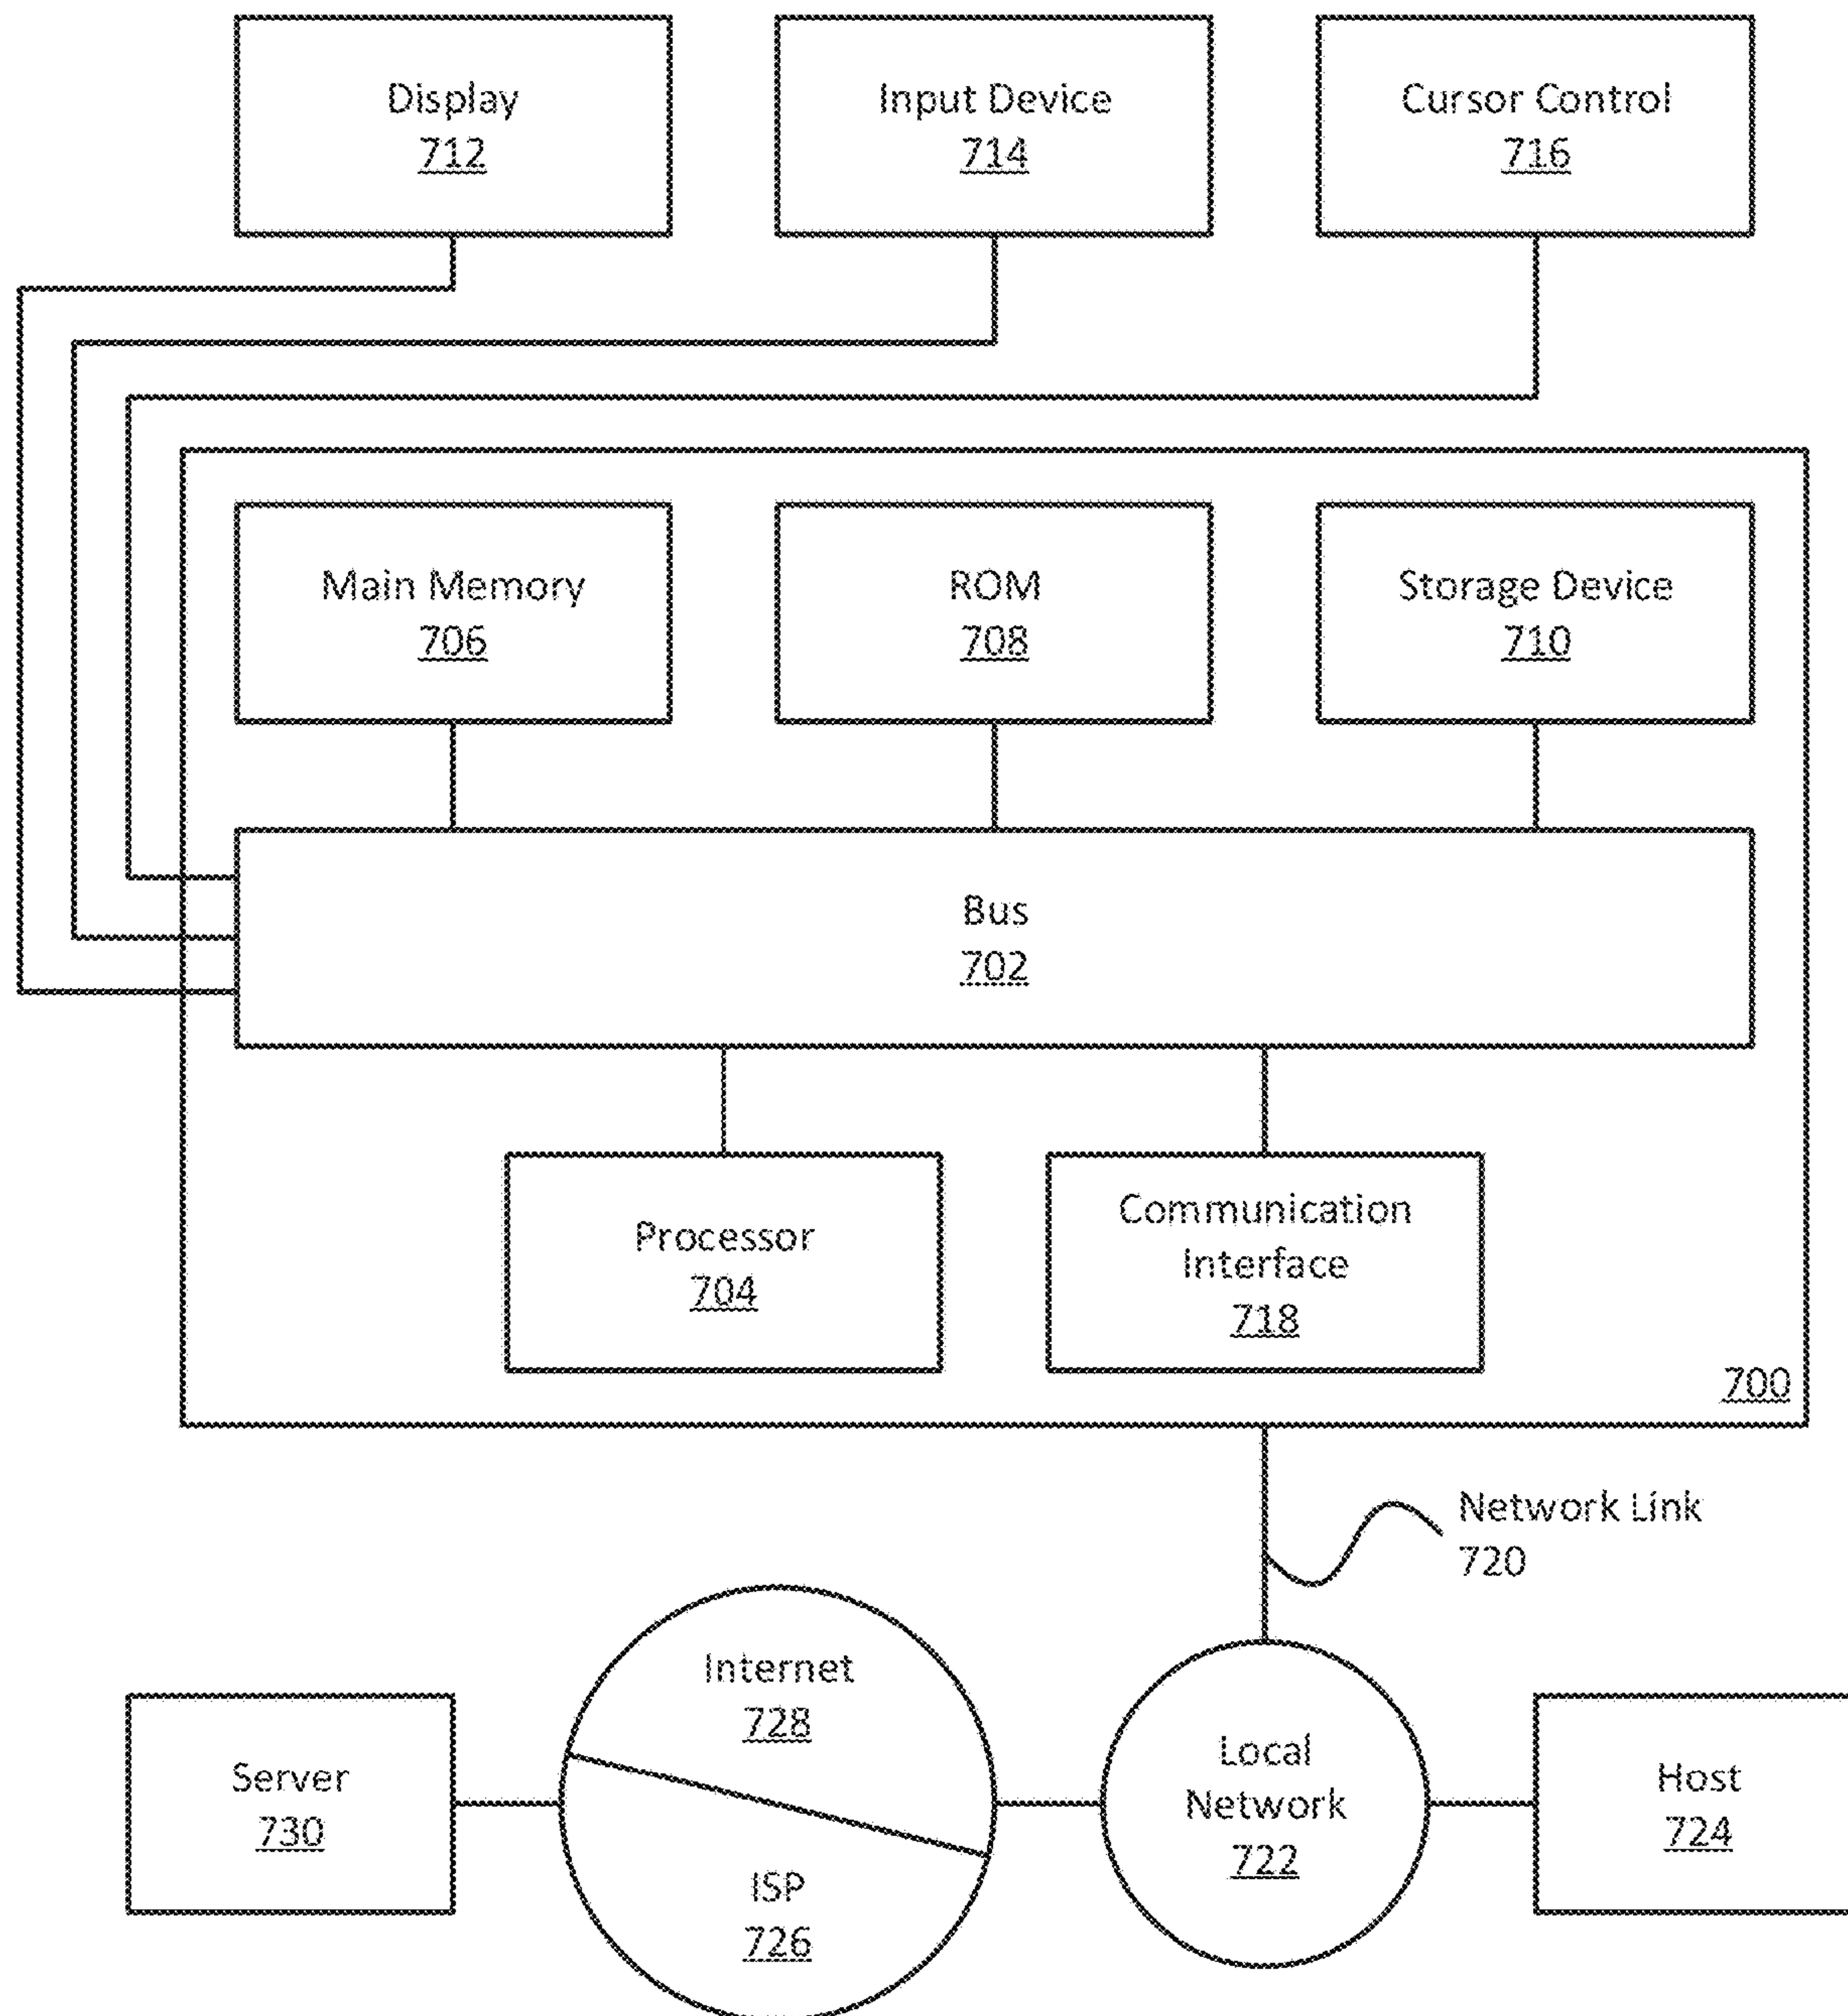 Display
712
Input Device
714
Cursor Control
716
Main Memory
706
ROM
708
Storage Device
710
Bus
702
Processor
704
Communication
Interface
718
700
Network Link
720
Internet
728
ISP
726
Server
730
Local
Network
722
Host
724